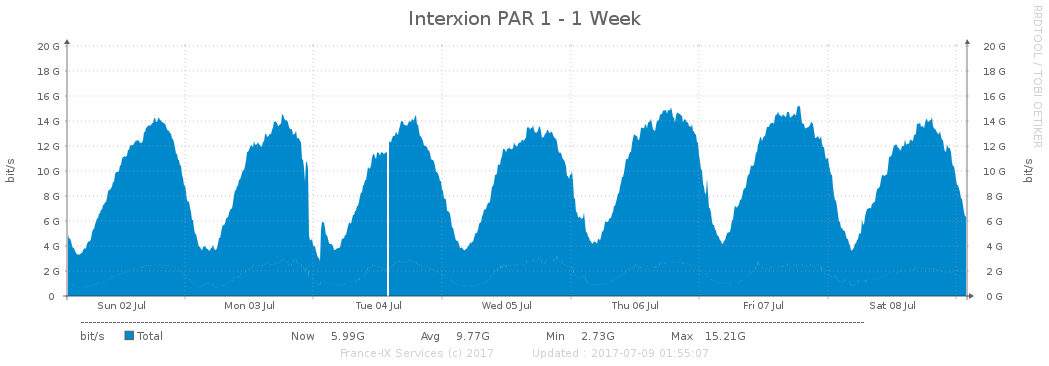 Interxion PAR 1 - 1 Week
RRDTOOL / TOBI OETIKER
20 G 20 G
18 G 18 G
16 G 16 G
14 G 14 G
12 G 12 G
10 G 10 G
8 G 8 G
6 G 6 G
4 G 4 G
2 G 2 G
0 0 G
bit/s bit/s
Sun 02 Jul Mon 03 Jul Tue 04 Jul Wed 05 Jul Thu 06 Jul Fri 07 Jul Sat 08 Jul
bit/s Total Now 5.99G Avg 9.77G Min 2.73G Max 15.21G
France-IX Services (c) 2017 Updated : 2017-07-09 01:55:07